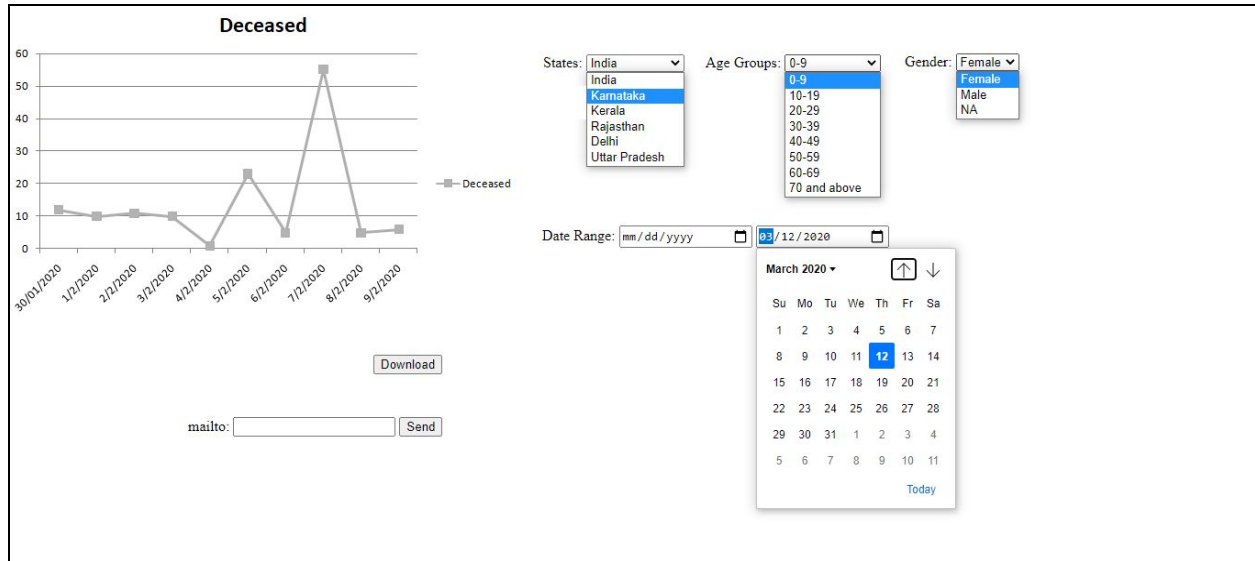 Deceased
60
50
40
30
20
10
0
30/01/2020 1/2/2020 2/2/2020 3/2/2020 4/2/2020 5/2/2020 6/2/2020 7/2/2020 8/2/2020 9/2/2020
Deceased
Download
mailto: Send
States: India Age Groups: 0-9 Gender: Female
India
Karnataka
Kerala
Rajasthan
Delhi
Uttar Pradesh
0-9
10-19
20-29
30-39
40-49
50-59
60-69
70 and above
Female
Male
NA
Date Range: mm/dd/yyyy 03/12/2020
March 2020
Su Mo Tu We Th Fr Sa
1 2 3 4 5 6 7
8 9 10 11 12 13 14
15 16 17 18 19 20 21
22 23 24 25 26 27 28
29 30 31 1 2 3 4
5 6 7 8 9 10 11
Today